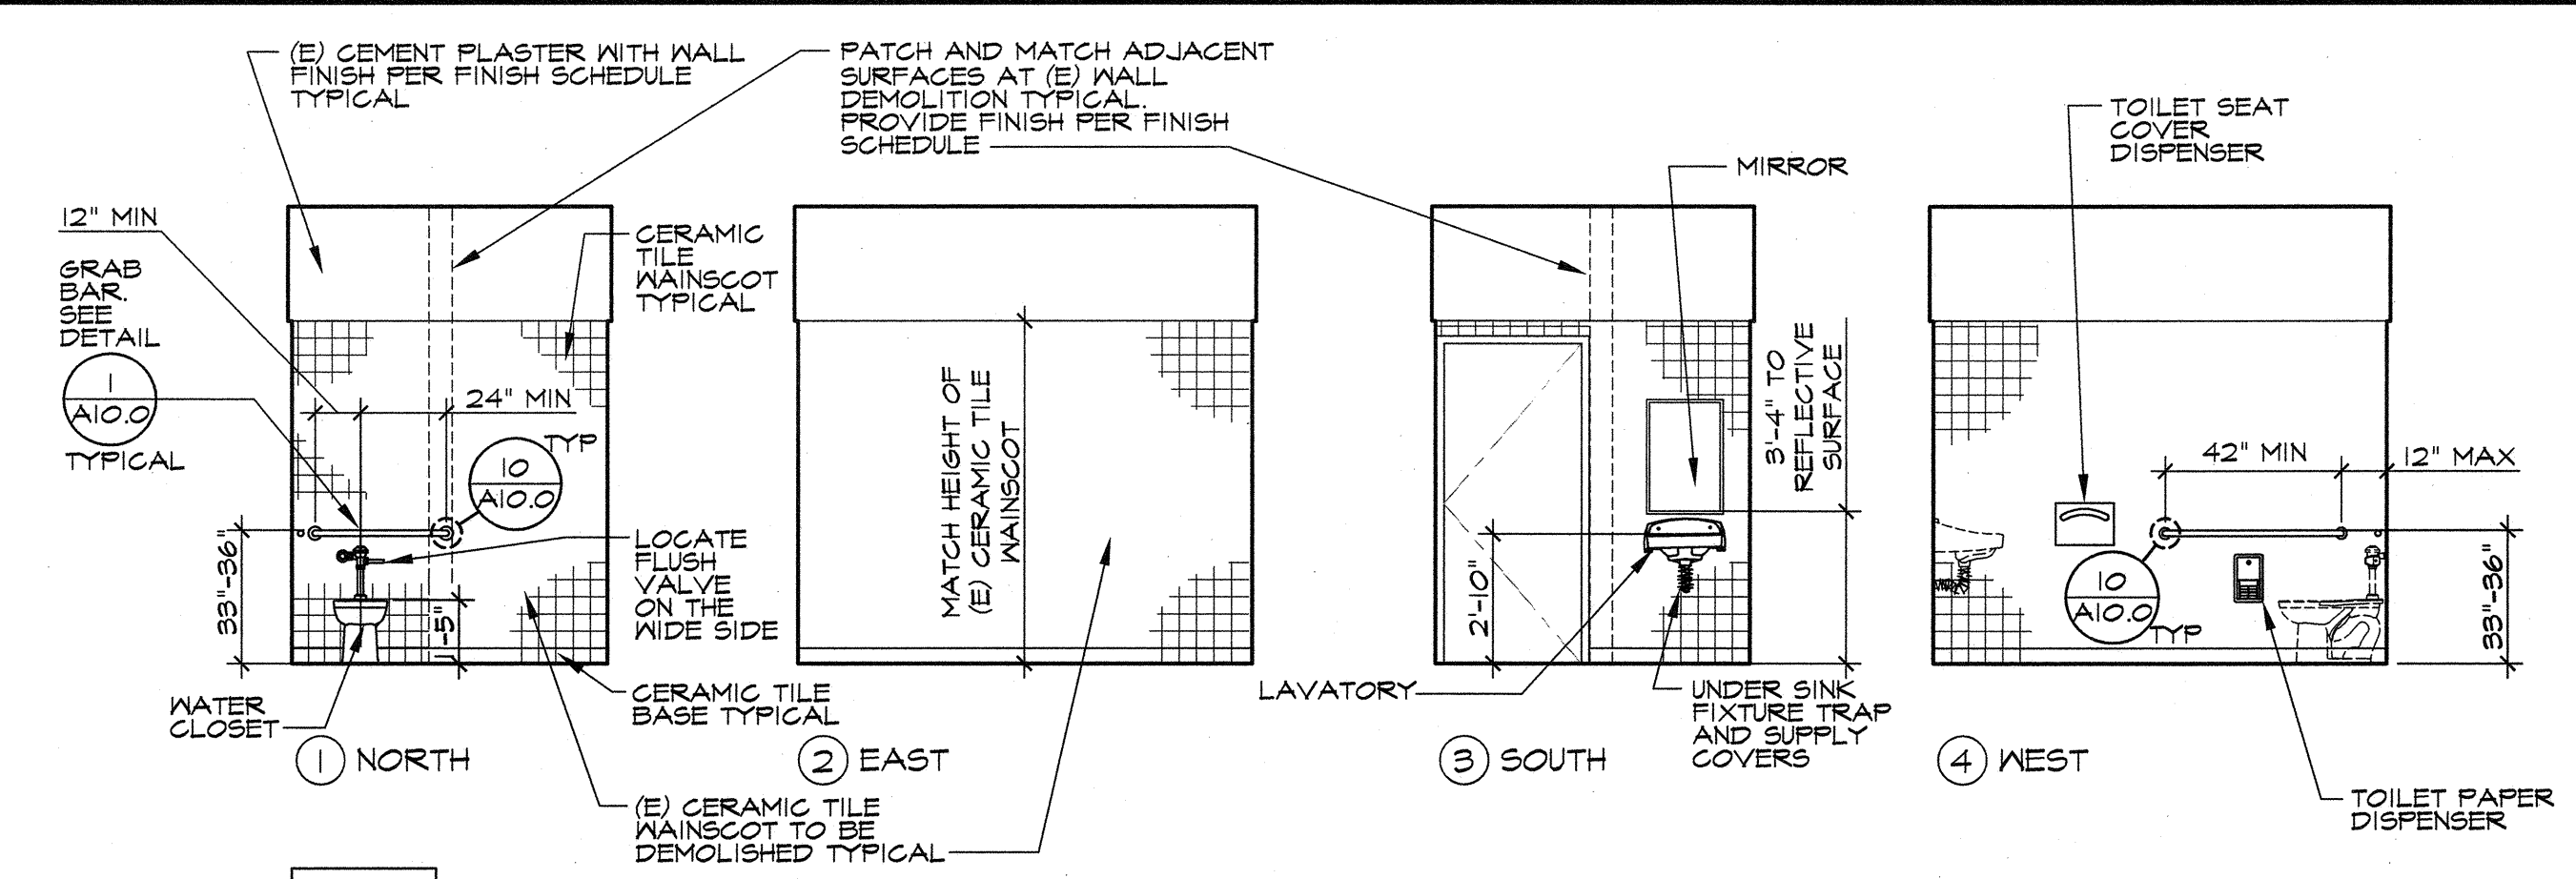 (E) CEMENT PLASTER WITH WALL
FINISH PER FINISH SCHEDULE
TYPICAL
PATCH AND MATCH ADJACENT
SURFACES AT (E) WALL
DEMOLITION TYPICAL.
PROVIDE FINISH PER FINISH
SCHEDULE
TOILET SEAT
COVER
DISPENSER
MIRROR
12" MIN
GRAB
BAR.
SEE
DETAIL
1
A10.0
TYPICAL
CERAMIC
TILE
WAINSCOT
TYPICAL
24" MIN
TYP
10
A10.0
LOCATE
FLUSH
VALVE
ON THE
WIDE SIDE
33"-36"
-5"
WATER
CLOSET
CERAMIC TILE
BASE TYPICAL
1 NORTH
MATCH HEIGHT OF
(E) CERAMIC TILE
WAINSCOT
2 EAST
(E) CERAMIC TILE
WAINSCOT TO BE
DEMOLISHED TYPICAL
3'-4" TO
REFLECTIVE
SURFACE
2'-10"
LAVATORY
UNDER SINK
FIXTURE TRAP
AND SUPPLY
COVERS
3 SOUTH
42" MIN
12" MAX
10
A10.0
TYP
33"-36"
4 WEST
TOILET PAPER
DISPENSER